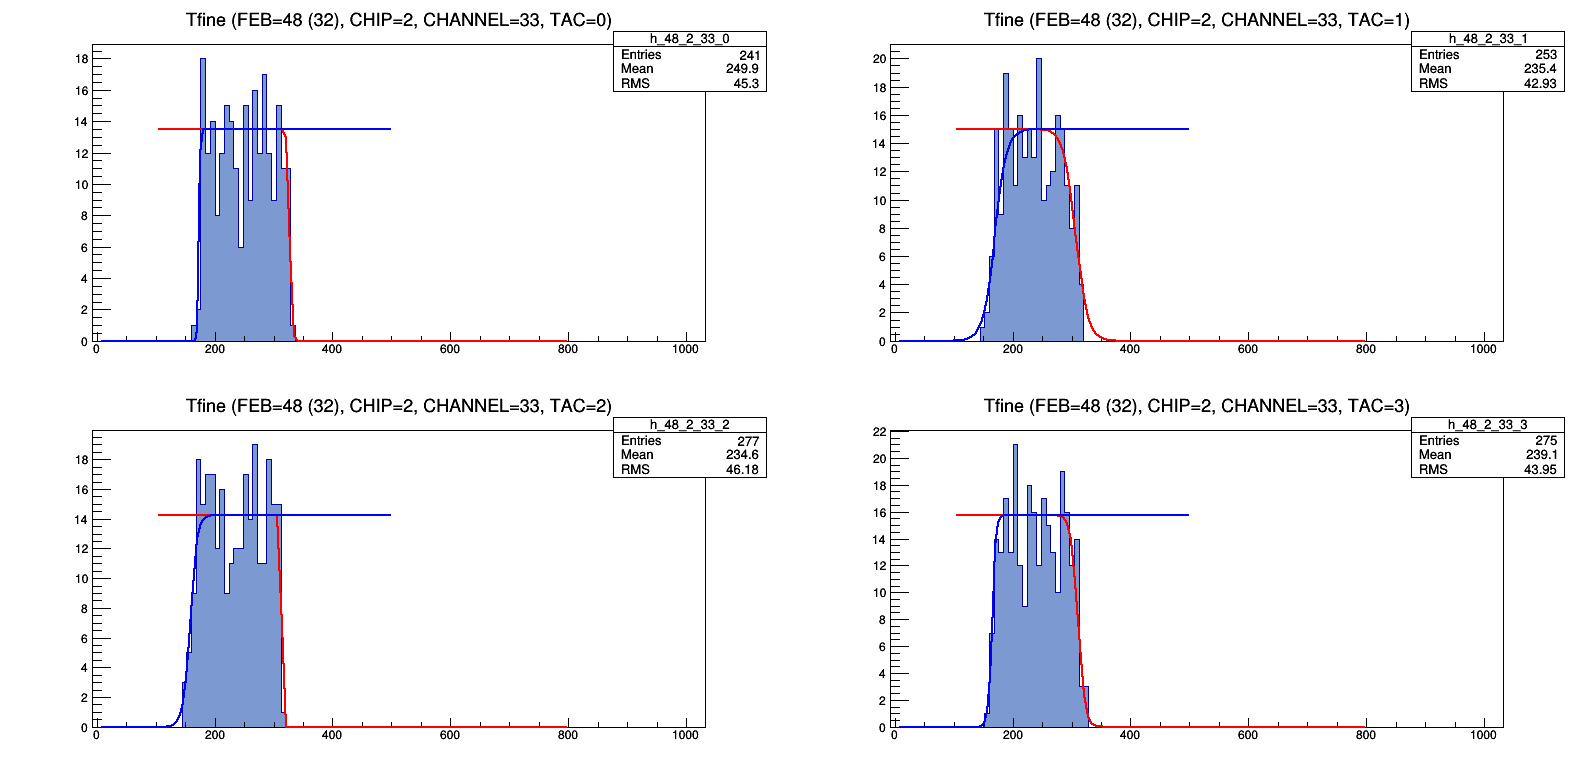 Tfine (FEB=48 (32), CHIP=2, CHANNEL=33, TAC=0)
h_48_2_33_0
Entries 241
Mean 249.9
RMS 45.3
18
16
14
12
10
8
6
4
2
0
0 200 400 600 800 1000
Tfine (FEB=48 (32), CHIP=2, CHANNEL=33, TAC=1)
h_48_2_33_1
Entries 253
Mean 235.4
RMS 42.93
20
18
16
14
12
10
8
6
4
2
0
0 200 400 600 800 1000
Tfine (FEB=48 (32), CHIP=2, CHANNEL=33, TAC=2)
h_48_2_33_2
Entries 277
Mean 234.6
RMS 46.18
18
16
14
12
10
8
6
4
2
0
0 200 400 600 800 1000
Tfine (FEB=48 (32), CHIP=2, CHANNEL=33, TAC=3)
h_48_2_33_3
Entries 275
Mean 239.1
RMS 43.95
22
20
18
16
14
12
10
8
6
4
2
0
0 200 400 600 800 1000